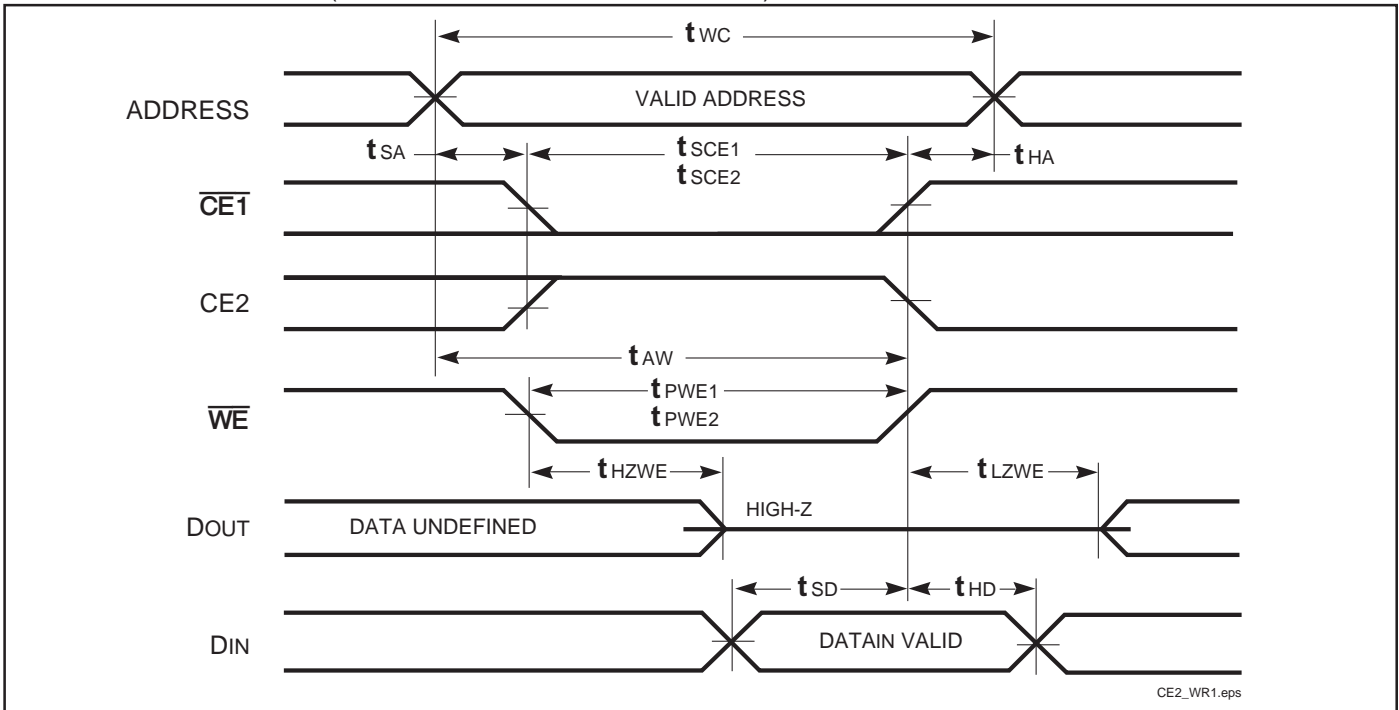 tWC
ADDRESS
VALID ADDRESS
tSA
tSCE1
tSCE2
tHA
CE1
CE2
tAW
WE
tPWE1
tPWE2
tHZWE
tLZWE
DOUT
DATA UNDEFINED
HIGH-Z
tSD
tHD
DIN
DATAIN VALID
CE2_WR1.eps